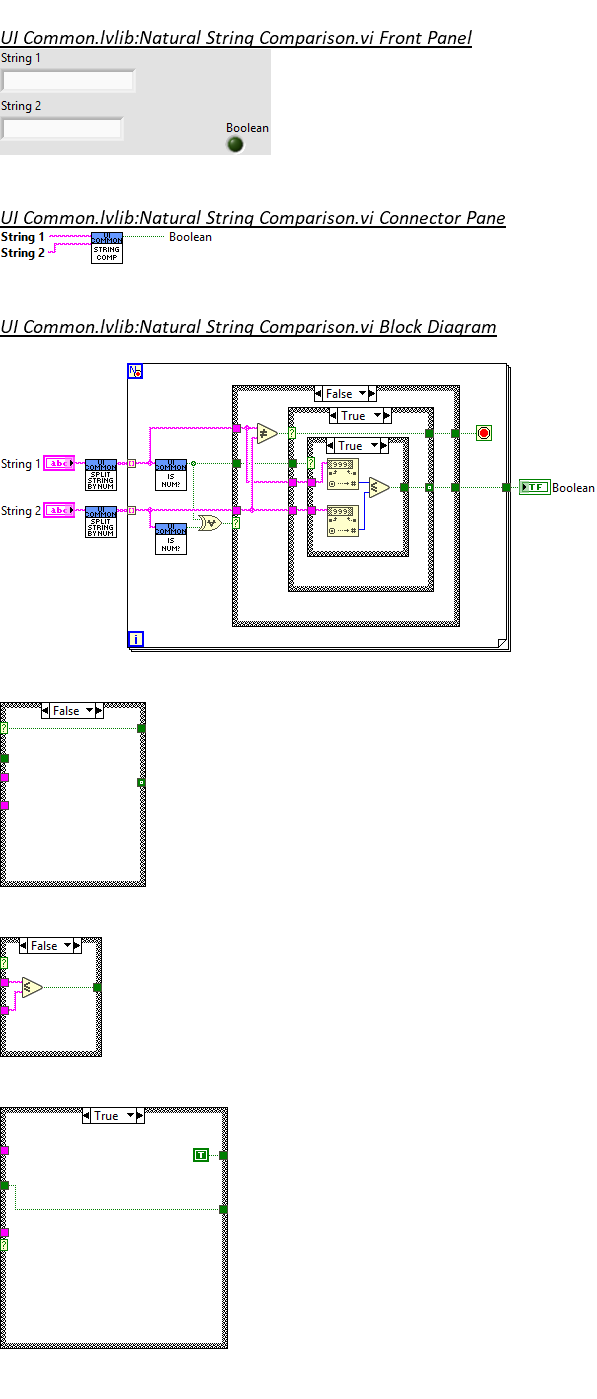 UI Common.lvlib:Natural String Comparison.vi Front Panel
String 1
String 2
Boolean
UI Common.lvlib:Natural String Comparison.vi Connector Pane
String 1
String 2
UI COMMON
STRING COMP
Boolean
UI Common.lvlib:Natural String Comparison.vi Block Diagram
N
False
True
True
String 1
abc
UI COMMON
SPLIT STRING BY NUM
UI COMMON
IS NUM?
?
?
999
String 2
abc
UI COMMON
SPLIT STRING BY NUM
UI COMMON
IS NUM?
?
999
TF
Boolean
i
False
?
False
?
True
T
?